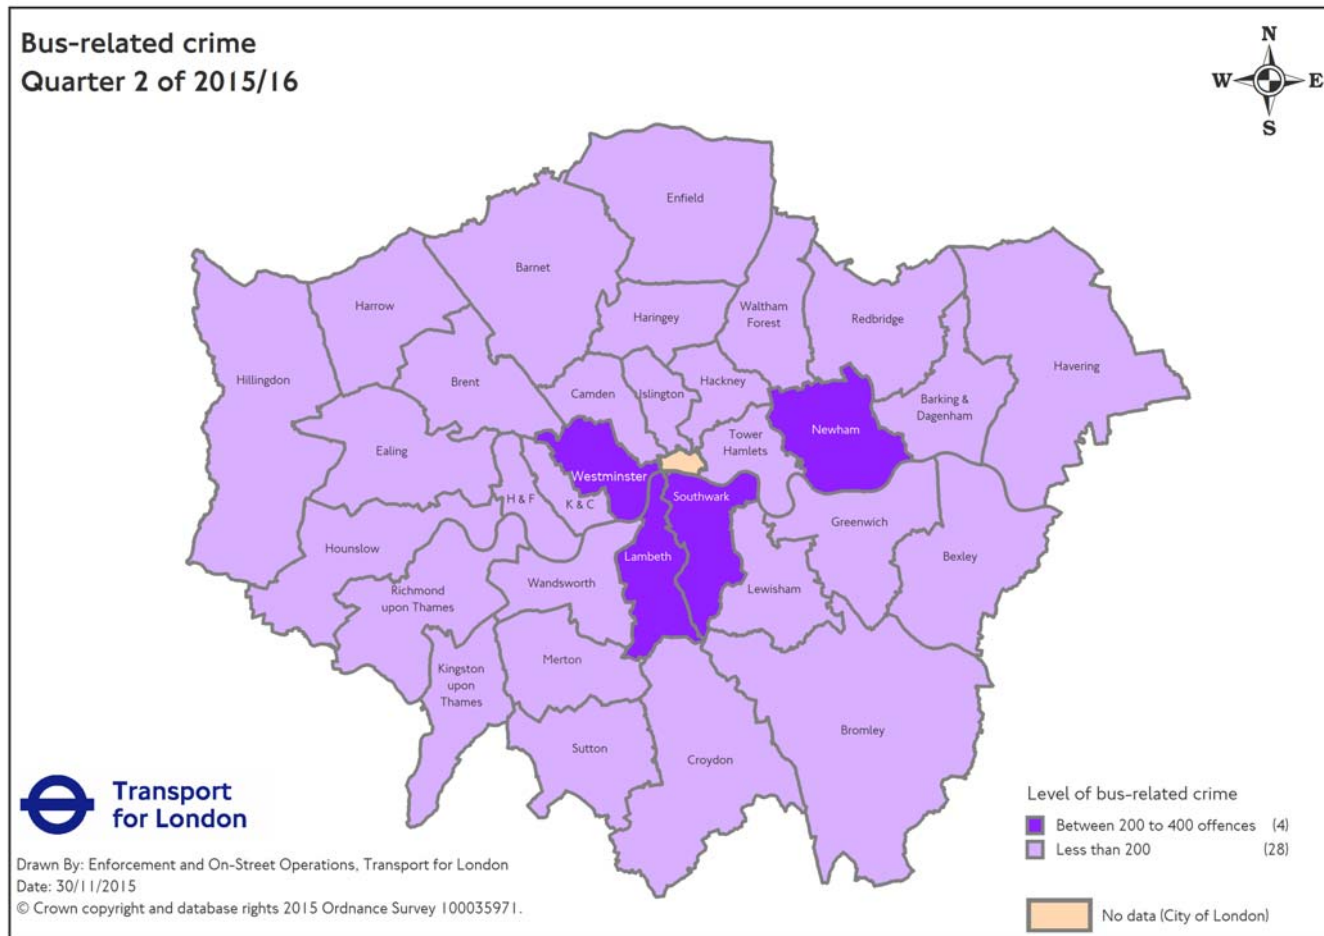 Bus-related crime
Quarter 2 of 2015/16
N
W E
S
Enfield
Barnet
Harrow
Haringey
Waltham
Forest
Redbridge
Havering
Hillingdon
Brent
Camden
Islington
Hackney
Barking &
Dagenham
Ealing
Tower
Hamlets
Newham
Westminster
H & F
K & C
Southwark
Greenwich
Hounslow
Lambeth
Bexley
Richmond
upon Thames
Wandsworth
Lewisham
Kingston
upon
Thames
Merton
Sutton
Croydon
Bromley
Transport
for London
Drawn By: Enforcement and On-Street Operations, Transport for London
Date: 30/11/2015
© Crown copyright and database rights 2015 Ordnance Survey 100035971.
Level of bus-related crime
Between 200 to 400 offences (4)
Less than 200 (28)
No data (City of London)